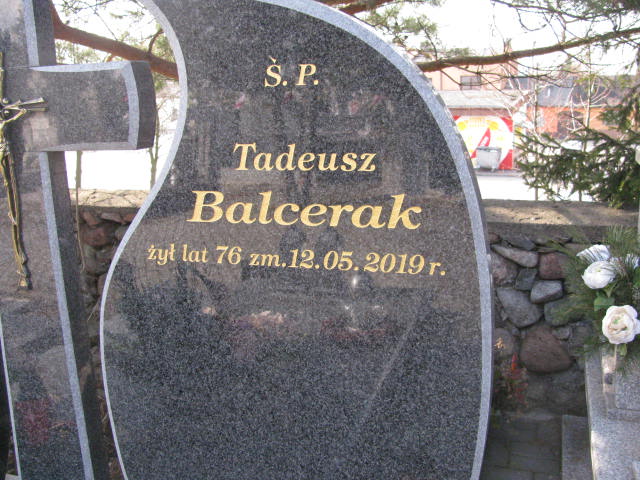 Ś. P.
Tadeusz
Balcerak
żył lat 76 zm.12.05.2019 r.